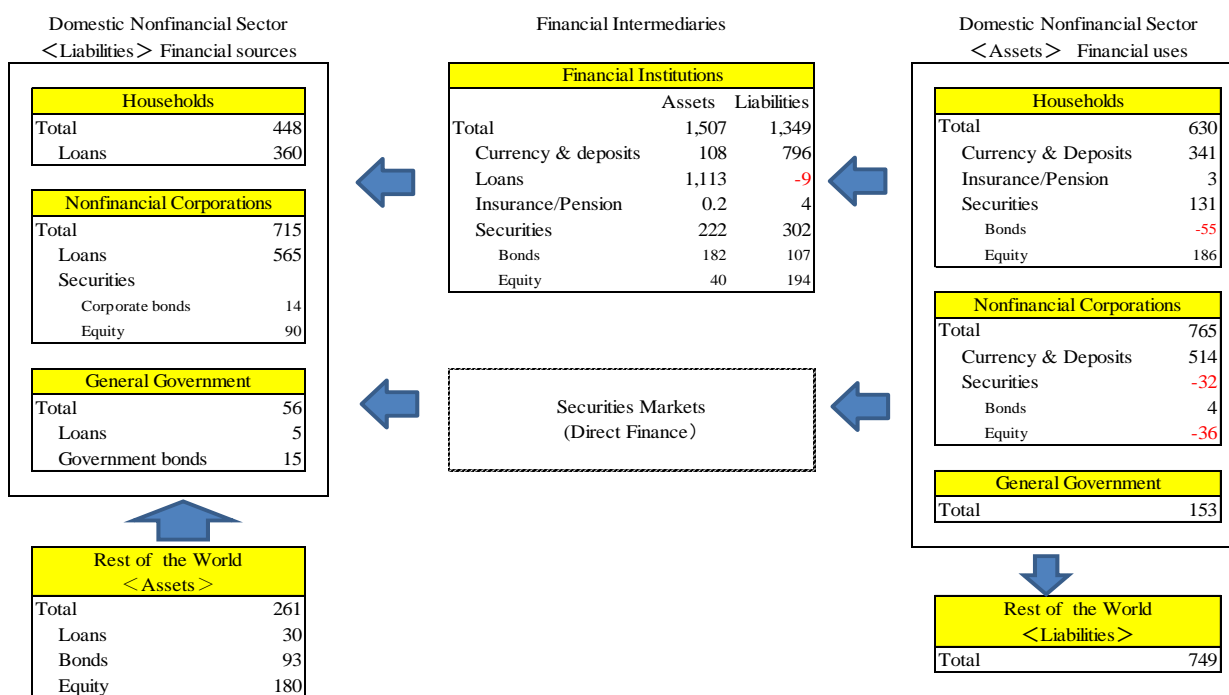 Domestic Nonfinancial Sector
＜Liabilities＞ Financial sources
Households
Total 448
Loans 360
Nonfinancial Corporations
Total 715
Loans 565
Securities
Corporate bonds 14
Equity 90
General Government
Total 56
Loans 5
Government bonds 15
Rest of the World
＜Assets＞
Total 261
Loans 30
Bonds 93
Equity 180
Financial Intermediaries
Financial Institutions
Assets Liabilities
Total 1,507 1,349
Currency & deposits 108 796
Loans 1,113 -9
Insurance/Pension 0.2 4
Securities 222 302
Bonds 182 107
Equity 40 194
Securities Markets
(Direct Finance）
Domestic Nonfinancial Sector
＜Assets＞ Financial uses
Households
Total 630
Currency & Deposits 341
Insurance/Pension 3
Securities 131
Bonds -55
Equity 186
Nonfinancial Corporations
Total 765
Currency & Deposits 514
Securities -32
Bonds 4
Equity -36
General Government
Total 153
Rest of the World
＜Liabilities＞
Total 749